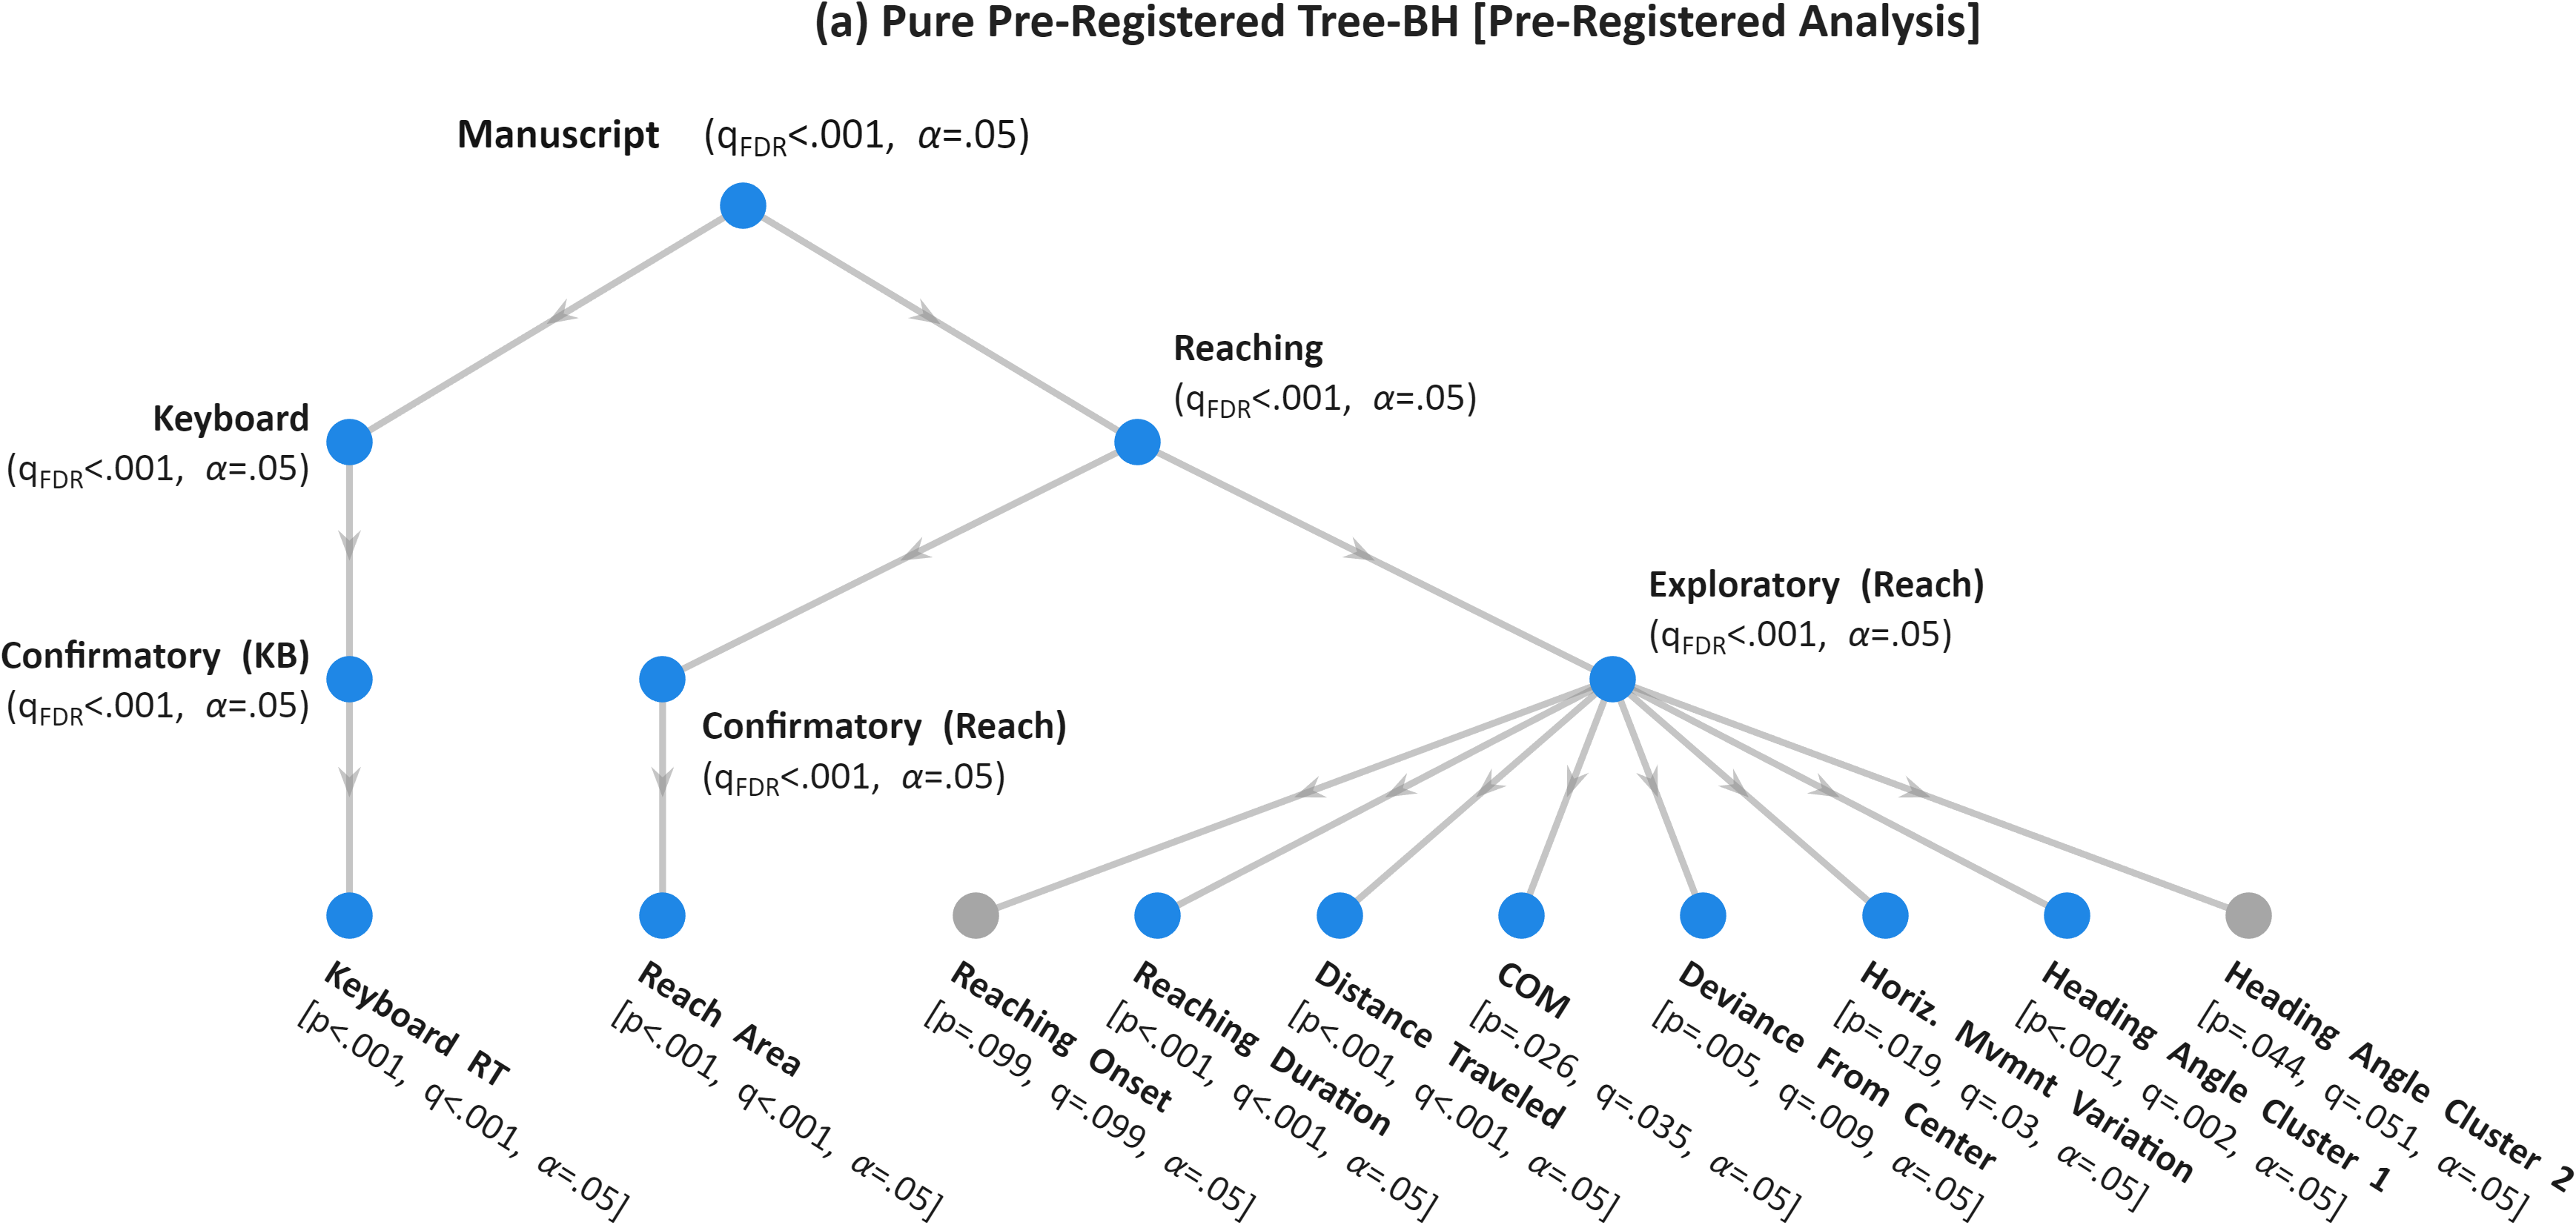 (a) Pure Pre-Registered Tree-BH [Pre-Registered Analysis]
Manuscript (qFDR<.001, α=.05)
Reaching
(qFDR<.001, α=.05)
Keyboard
(qFDR<.001, α=.05)
Exploratory (Reach)
(qFDR<.001, α=.05)
Confirmatory (KB)
(qFDR<.001, α=.05)
Confirmatory (Reach)
(qFDR<.001, α=.05)
Keyboard RT
[p<.001, q<.001, α=.05]
Reach Area
[p<.001, q<.001, α=.05]
Reaching Onset
[p=.099, q=.099, α=.05]
Reaching Duration
[p<.001, q<.001, α=.05]
Distance Traveled
[p<.001, q<.001, α=.05]
COM
[p=.026, q=.035, α=.05]
Deviance From Center
[p=.005, q=.009, α=.05]
Horiz. Mvmnt Variation
[p=.019, q=.03, α=.05]
Heading Angle Cluster 1
[p<.001, q=.002, α=.05]
Heading Angle Cluster 2
[p=.044, q=.051, α=.05]